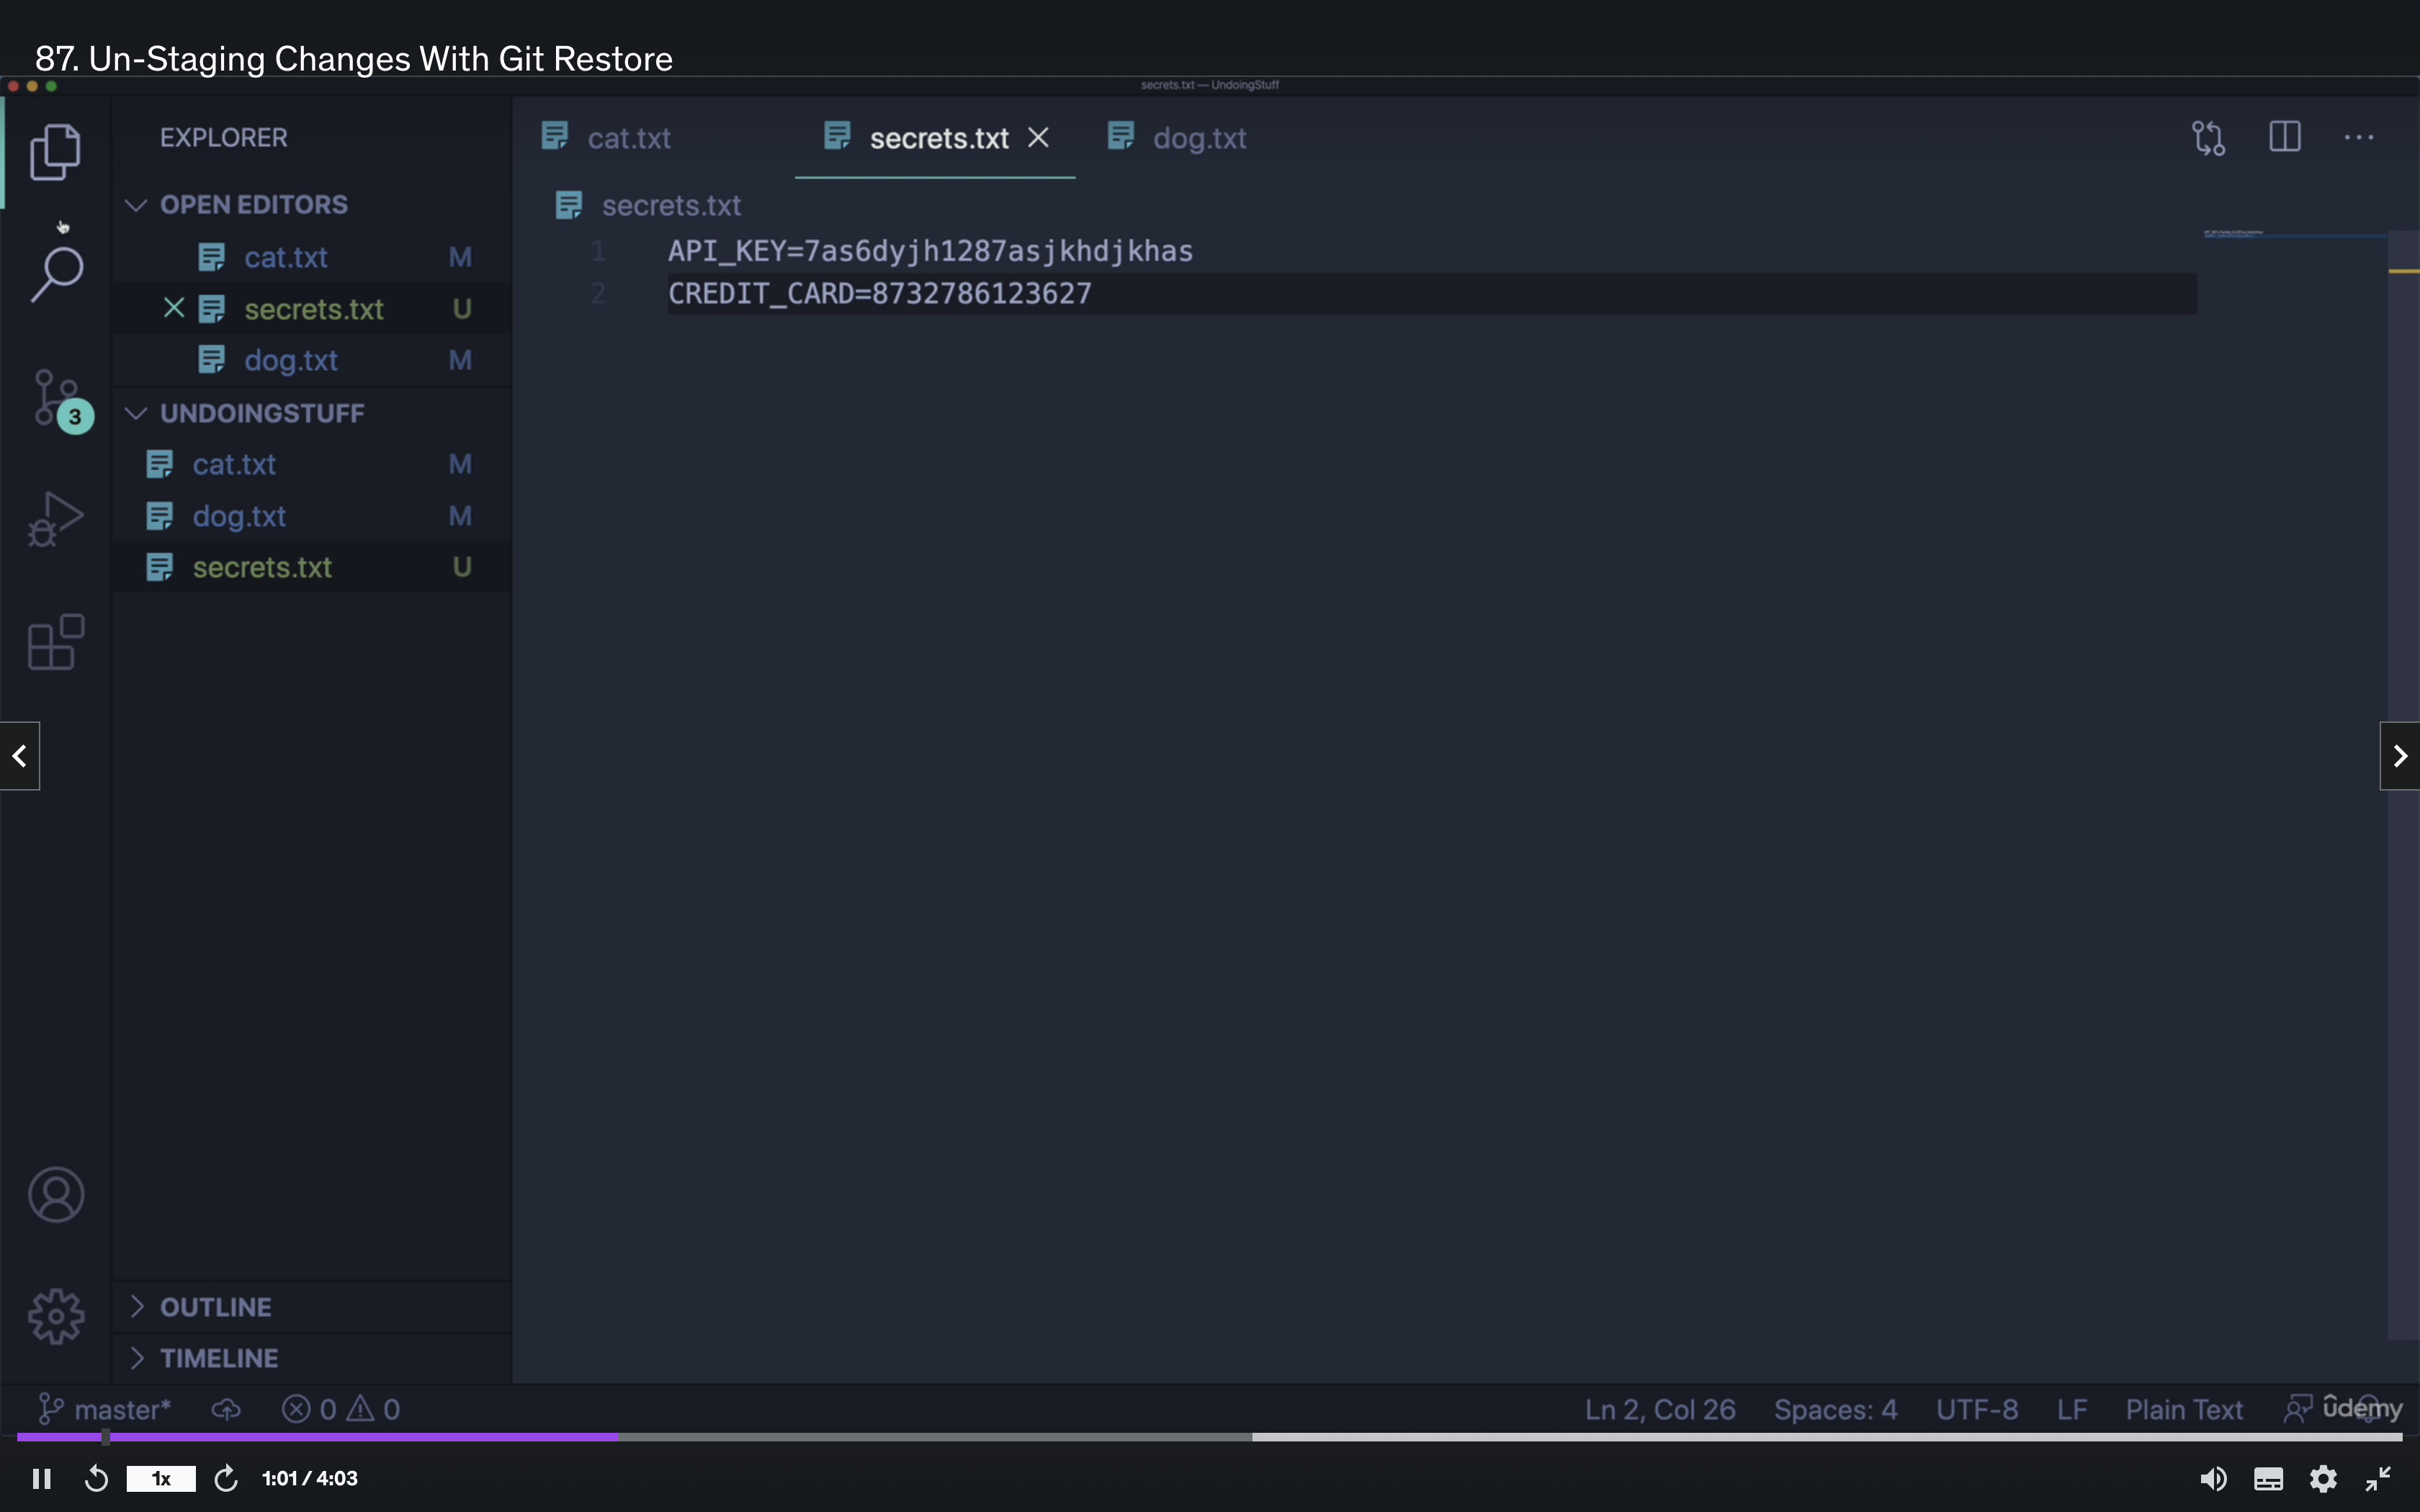 87. Un-Staging Changes With Git Restore
secrets.txt — UndoingStuff
EXPLORER
cat.txt
secrets.txt
dog.txt
OPEN EDITORS
cat.txt M
secrets.txt U
dog.txt M
secrets.txt
1 API_KEY=7as6dyjh1287asjkhdjkhas
2 CREDIT_CARD=8732786123627
3
UNDOINGSTUFF
cat.txt M
dog.txt M
secrets.txt U
OUTLINE
TIMELINE
master* 0 0
Ln 2, Col 26 Spaces: 4 UTF-8 LF Plain Text
ûdemy
1x 1:01 / 4:03